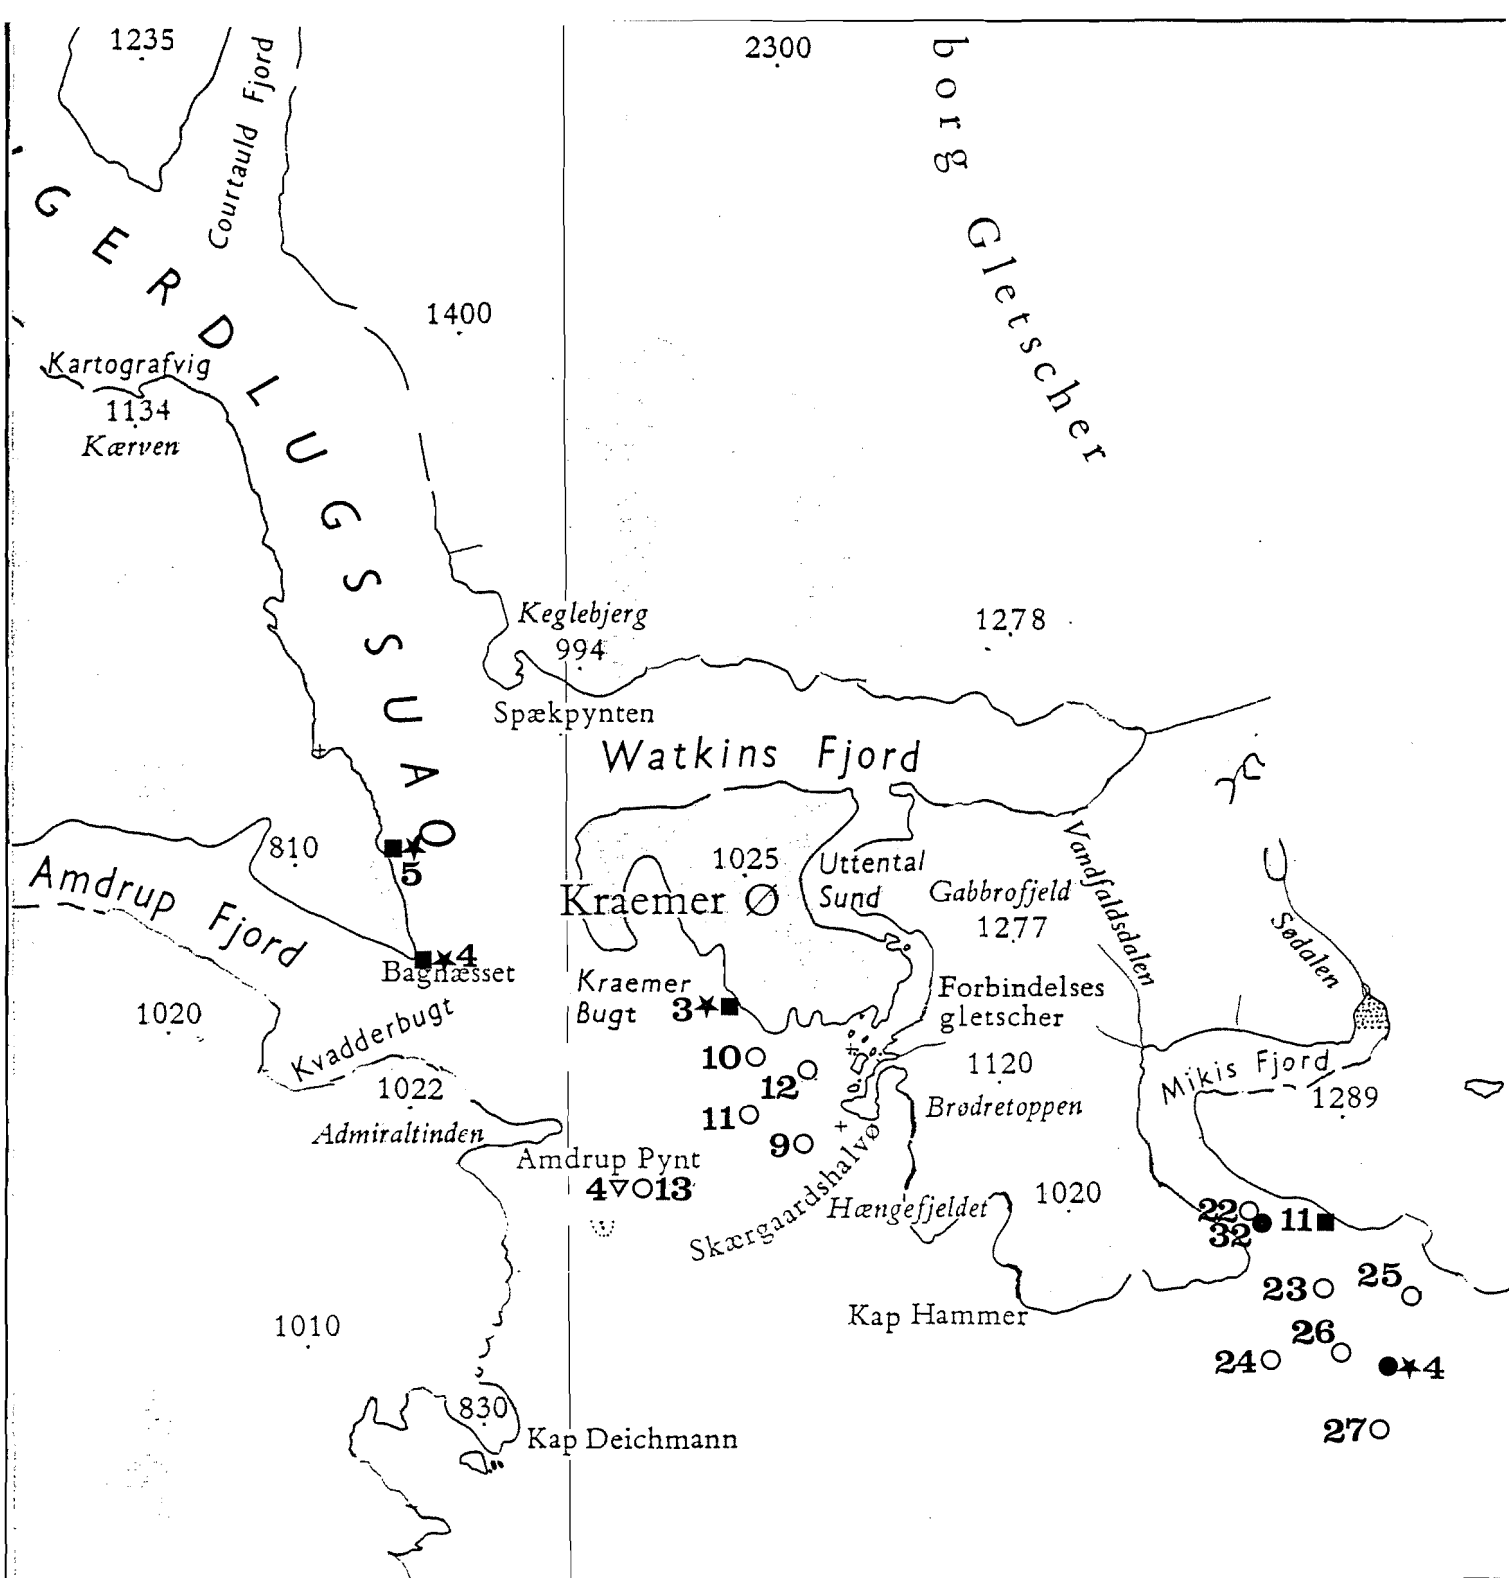 1235
Courtauld Fjord
2300
borg Gletscher
GERDLUGSSUAQ
1400
Kartografvig
1134
Kærven
Keglebjerg
994
1278
Spækpynten
Watkins Fjord
810
5
1025
Uttental
Sund
Kraemer Ø
Gabbrofjeld
1277
Vandfaldsdalen
Sødalen
Amdrup Fjord
4
Bagnæsset
Kraemer
Bugt
3
Forbindelses
gletscher
1020
Kvadderbugt
10
12
1120
Mikis Fjord
1022
1289
Admiraltinden
11
Brødretoppen
9
Amdrup Pynt
4 13
Skærgaardshalvø
Hængefjeldet
1020
22
32
11
23
25
Kap Hammer
1010
26
24
4
830
27
Kap Deichmann